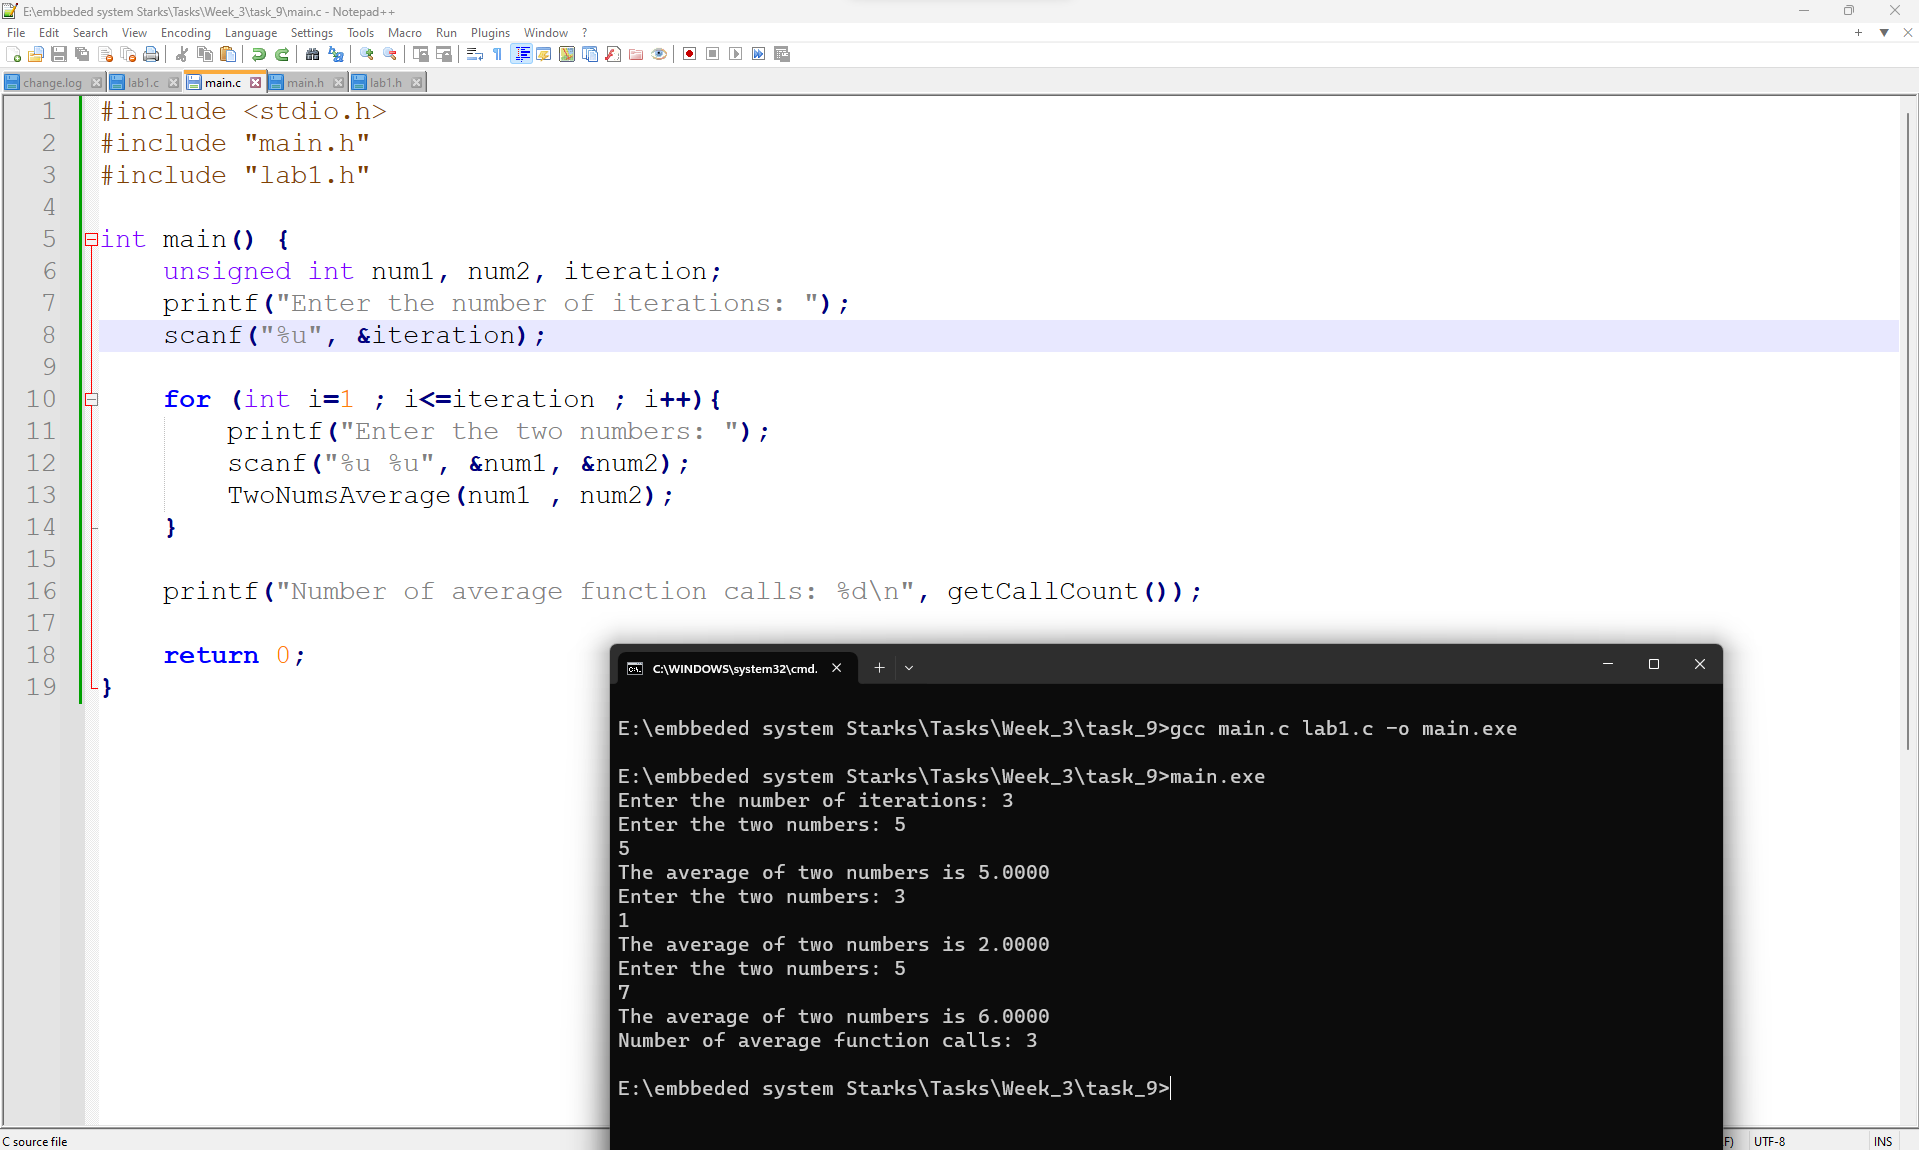 E:\embbeded system Starks\Tasks\Week_3\task_9\main.c - Notepad++
File Edit Search View Encoding Language Settings Tools Macro Run Plugins Window ?
change.log lab1.c main.c main.h lab1.h
1 #include <stdio.h>
2 #include "main.h"
3 #include "lab1.h"
4
5 int main() {
6 unsigned int num1, num2, iteration;
7 printf("Enter the number of iterations: ");
8 scanf("%u", &iteration);
9
10 for (int i=1 ; i<=iteration ; i++){
11 printf("Enter the two numbers: ");
12 scanf("%u %u", &num1, &num2);
13 TwoNumsAverage(num1 , num2);
14 }
15
16 printf("Number of average function calls: %d\n", getCallCount());
17
18 return 0;
19 }
C:\WINDOWS\system32\cmd.
E:\embbeded system Starks\Tasks\Week_3\task_9>gcc main.c lab1.c -o main.exe
E:\embbeded system Starks\Tasks\Week_3\task_9>main.exe
Enter the number of iterations: 3
Enter the two numbers: 5
5
The average of two numbers is 5.0000
Enter the two numbers: 3
1
The average of two numbers is 2.0000
Enter the two numbers: 5
7
The average of two numbers is 6.0000
Number of average function calls: 3
E:\embbeded system Starks\Tasks\Week_3\task_9>
C source file F) UTF-8 INS